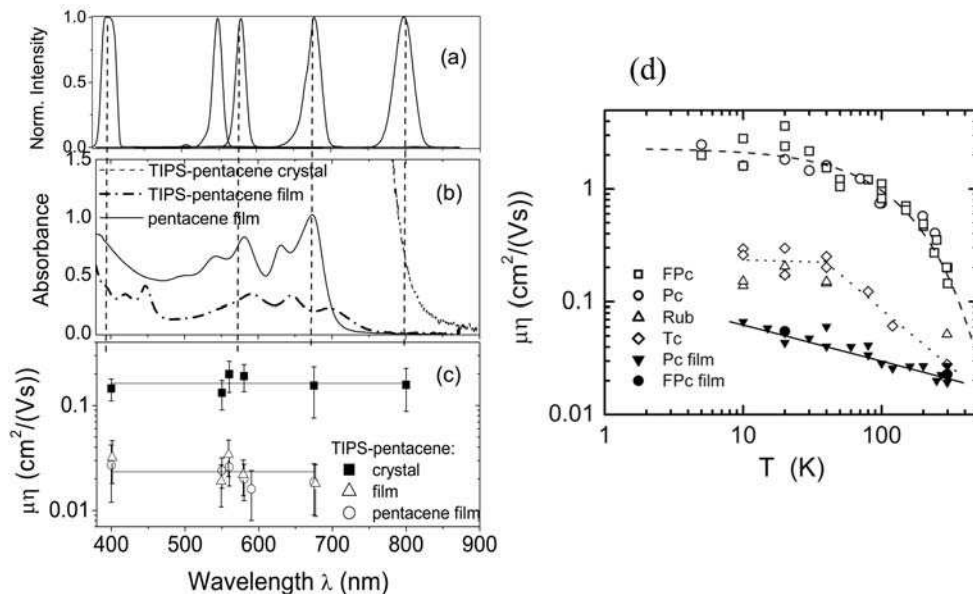 (a)
Norm. Intensity
1.0
0.5
0.0
(b)
Absorbance
1.5
1.0
0.5
0.0
TIPS-pentacene crystal
TIPS-pentacene film
pentacene film
(c)
μη (cm²/(Vs)
0.1
0.01
TIPS-pentacene:
crystal
film
pentacene film
400 500 600 700 800 900
Wavelength λ (nm)
(d)
μη (cm²/(Vs)
1
0.1
0.01
FPc
Pc
Rub
Tc
Pc film
FPc film
1 10 100
T (K)